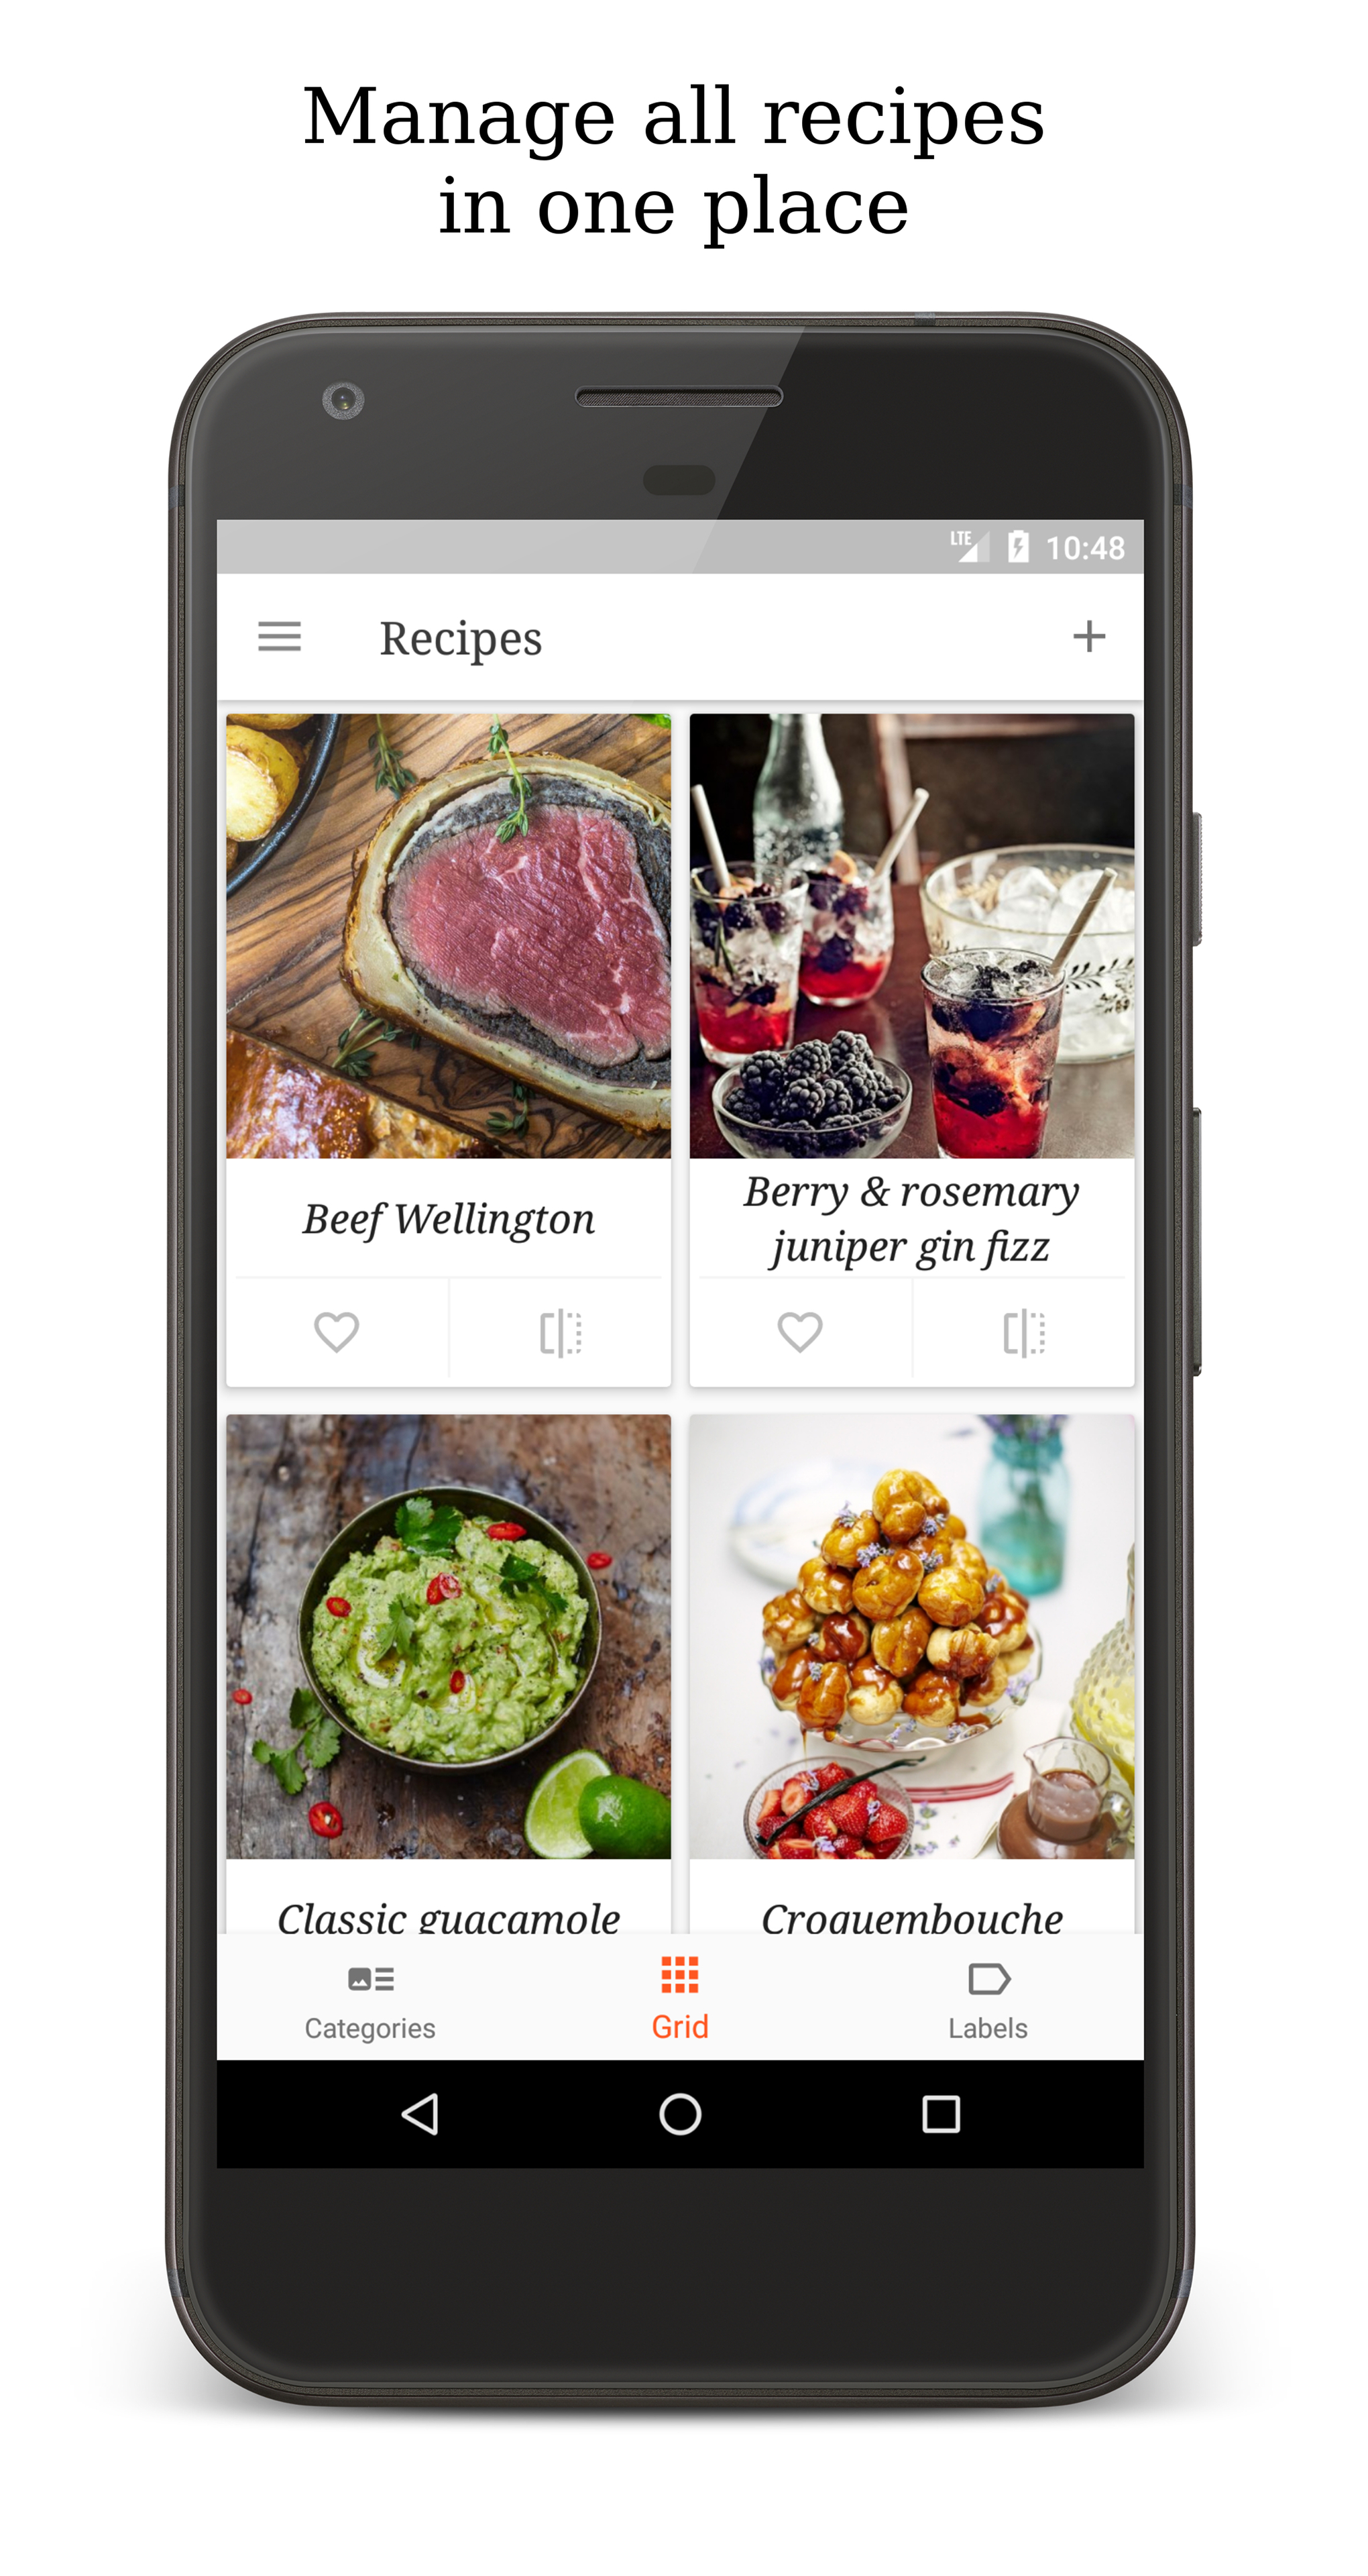 Manage all recipes
in one place
LTE 10:48
Recipes
Beef Wellington
Berry & rosemary
juniper gin fizz
Classic guacamole
Croquembouche
Categories
Grid
Labels